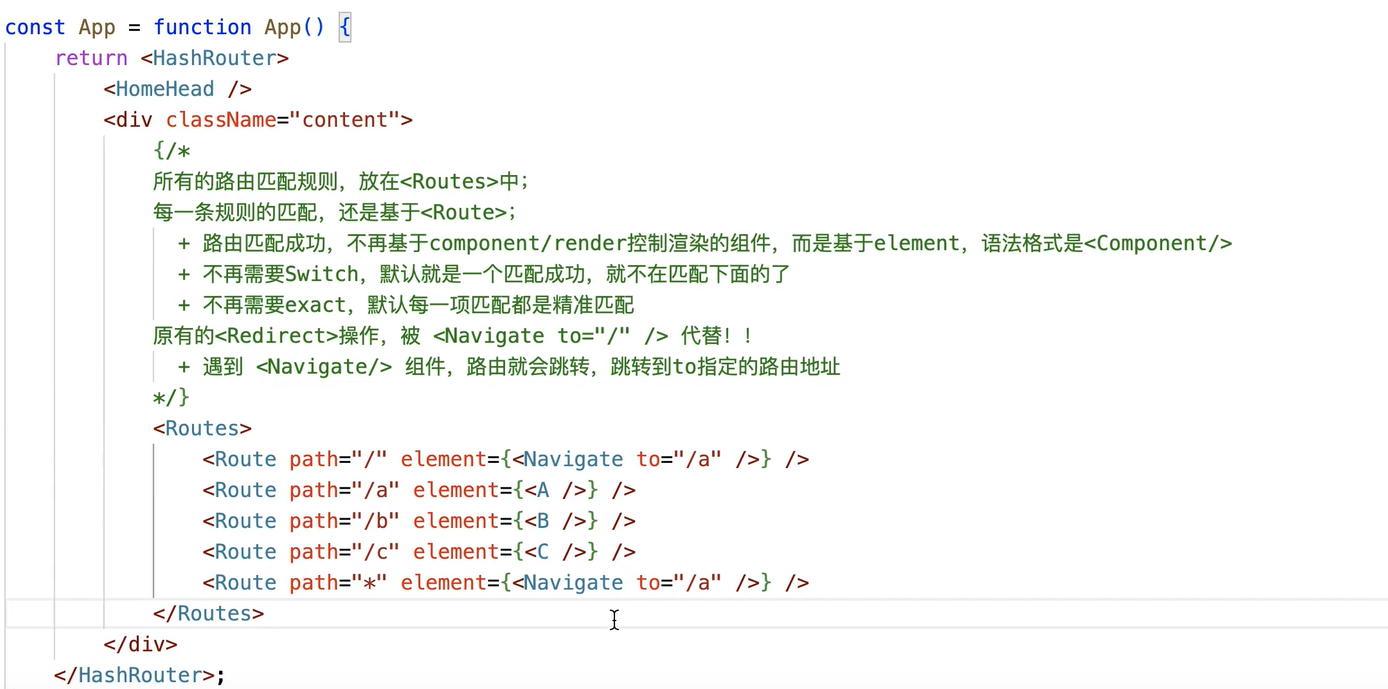 const App = function App() {
return <HashRouter>
<HomeHead />
<div className="content">
{/*
所有的路由匹配规则，放在<Routes>中；
每一条规则的匹配，还是基于<Route>；
+ 路由匹配成功，不再基于component/render控制渲染的组件，而是基于element，语法格式是<Component/>
+ 不再需要Switch，默认就是一个匹配成功，就不在匹配下面的了
+ 不再需要exact，默认每一项匹配都是精准匹配
原有的<Redirect>操作，被 <Navigate to="/" /> 代替！！
+ 遇到 <Navigate/> 组件，路由就会跳转，跳转到to指定的路由地址
*/}
<Routes>
<Route path="/" element={<Navigate to="/a" />} />
<Route path="/a" element={<A />} />
<Route path="/b" element={<B />} />
<Route path="/c" element={<C />} />
<Route path="*" element={<Navigate to="/a" />} />
</Routes>
</div>
</HashRouter>;